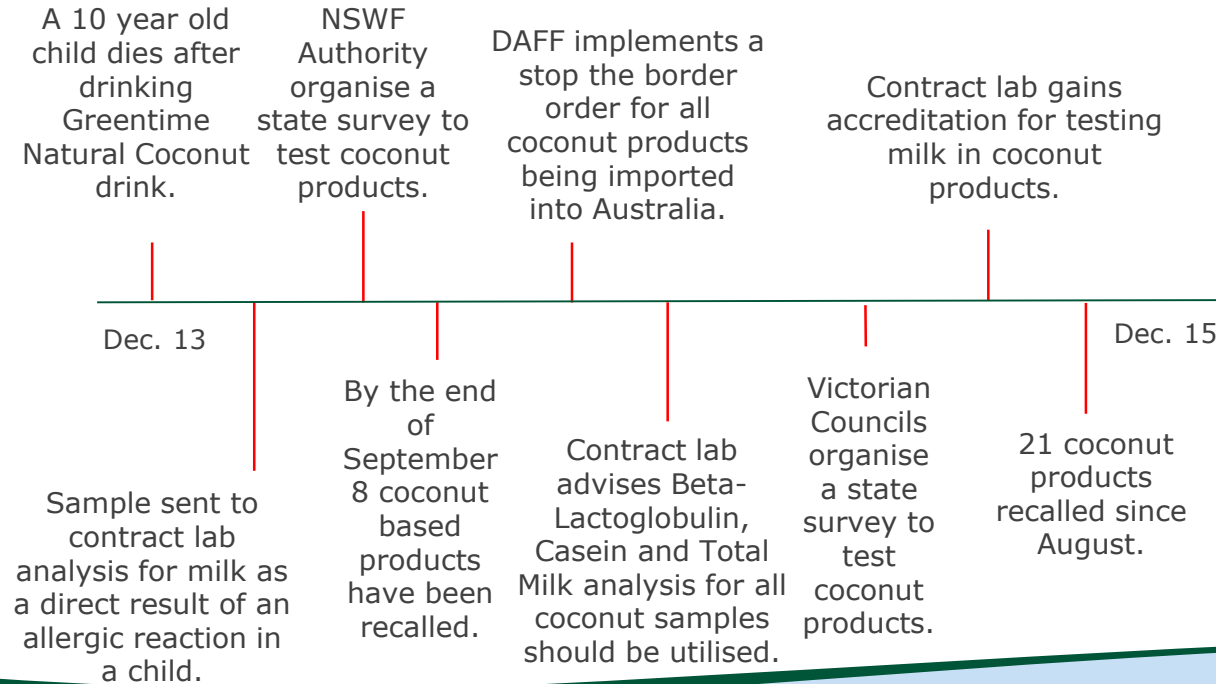 A 10 year old
child dies after
drinking
Greentime
Natural Coconut
drink.
NSWF
Authority
organise a
state survey to
test coconut
products.
DAFF implements a
stop the border
order for all
coconut products
being imported
into Australia.
Contract lab gains
accreditation for testing
milk in coconut
products.
Dec. 13
Dec. 15
Sample sent to
contract lab
analysis for milk as
a direct result of an
allergic reaction in
a child.
By the end
of
September
8 coconut
based
products
have been
recalled.
Contract lab
advises Beta-
Lactoglobulin,
Casein and Total
Milk analysis for all
coconut samples
should be utilised.
Victorian
Councils
organise
a state
survey to
test
coconut
products.
21 coconut
products
recalled since
August.